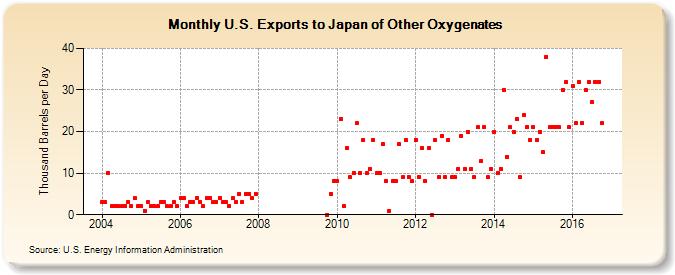 Monthly U.S. Exports to Japan of Other Oxygenates
Thousand Barrels per Day
40
30
20
10
0
2004 2006 2008 2010 2012 2014 2016
Source: U.S. Energy Information Administration